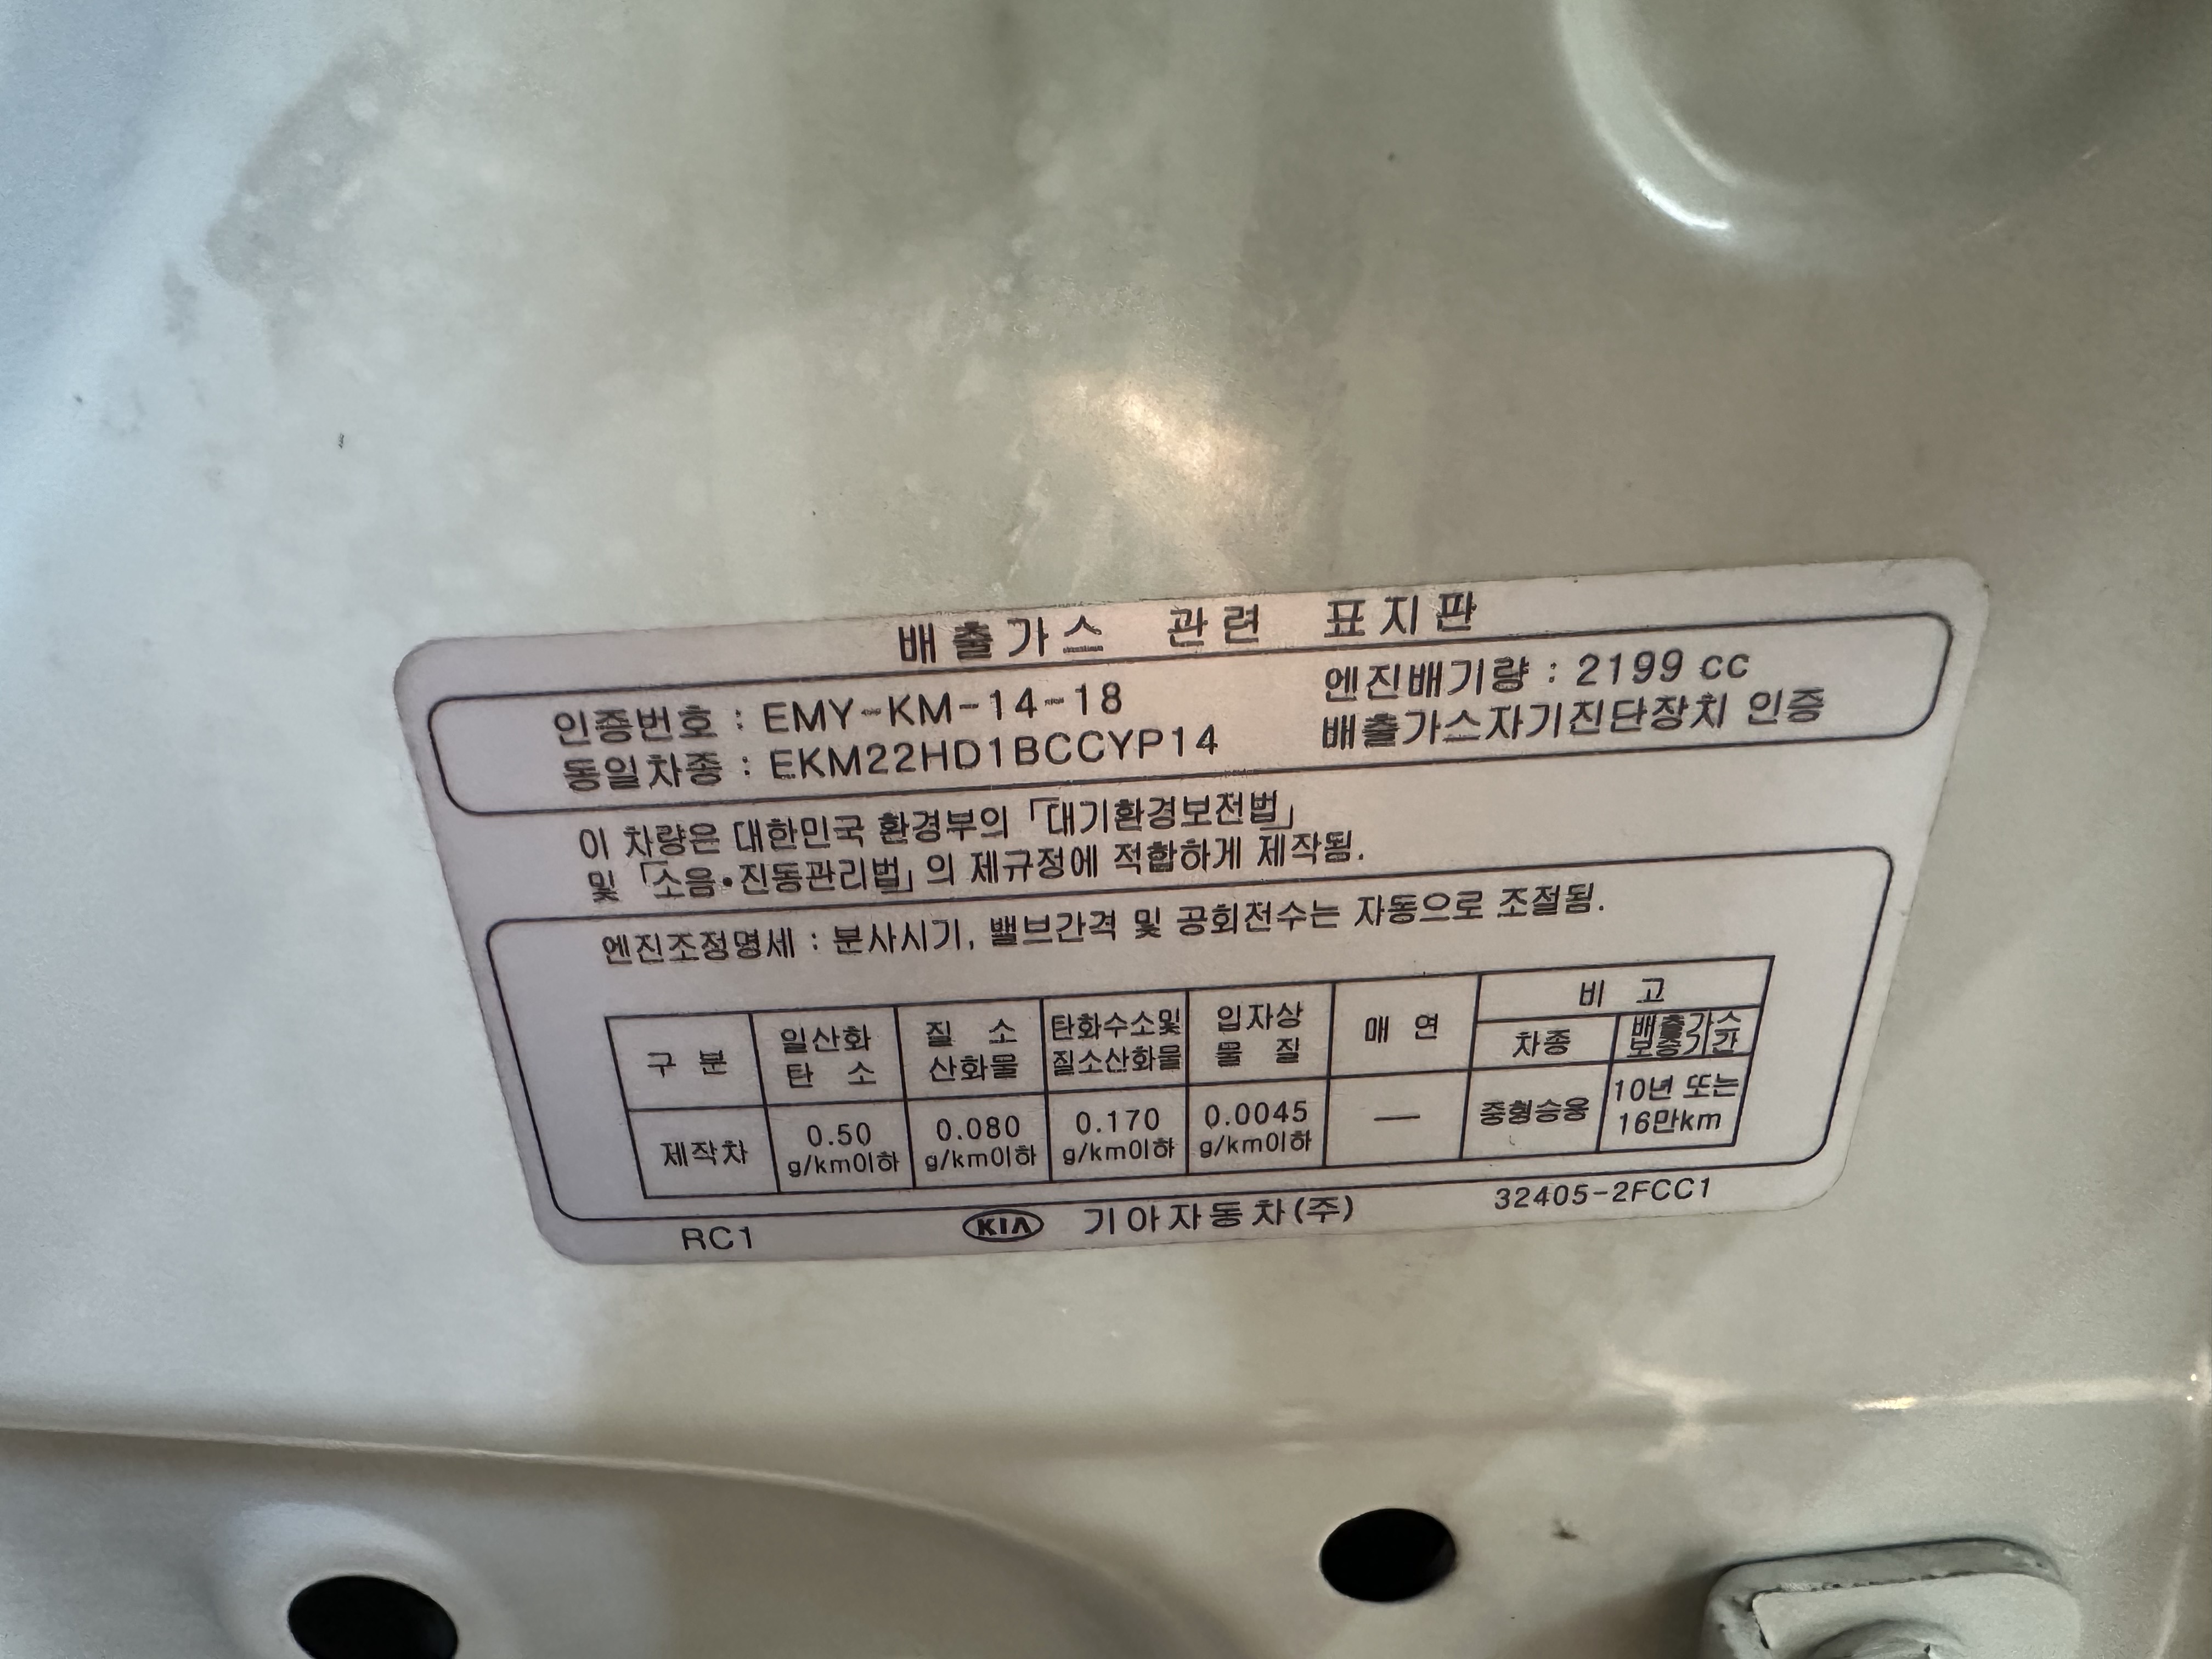 배출가스 관련 표지판
인증번호 : EMY-KM-14-18
동일차종 : EKM22HD1BCCYP14
엔진배기량 : 2199 cc
배출가스자기진단장치 인증
이 차량은 대한민국 환경부의 「대기환경보전법」
및 「소음•진동관리법」의 제규정에 적합하게 제작됨.
엔진조정명세 : 분사시기, 밸브간격 및 공회전수는 자동으로 조절됨.
구 분 일산화 탄 소 질 소 산화물 탄화수소및 질소산화물 입자상 물 질 매 연 비 고
차종 배출가스 보증기간
제작차 0.50 g/km이하 0.080 g/km이하 0.170 g/km이하 0.0045 g/km이하 — 중형승용 10년 또는 16만km
RC1 KIA 기아자동차(주) 32405-2FCC1